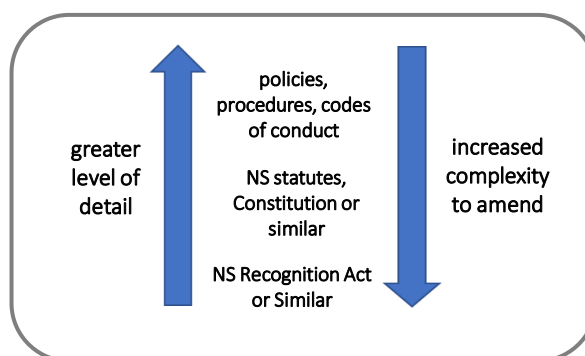 greater
level of
detail
policies,
procedures, codes
of conduct
NS statutes,
Constitution or
similar
NS Recognition Act
or Similar
increased
complexity
to amend